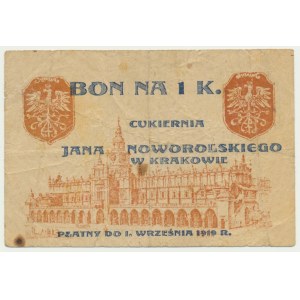 BON NA 1 K.
CUKIERNIA
JANA NOWOROLSKIEGO
W KRAKOWIE
PŁATNY DO 1. WRZEŚNIA 1919 R.